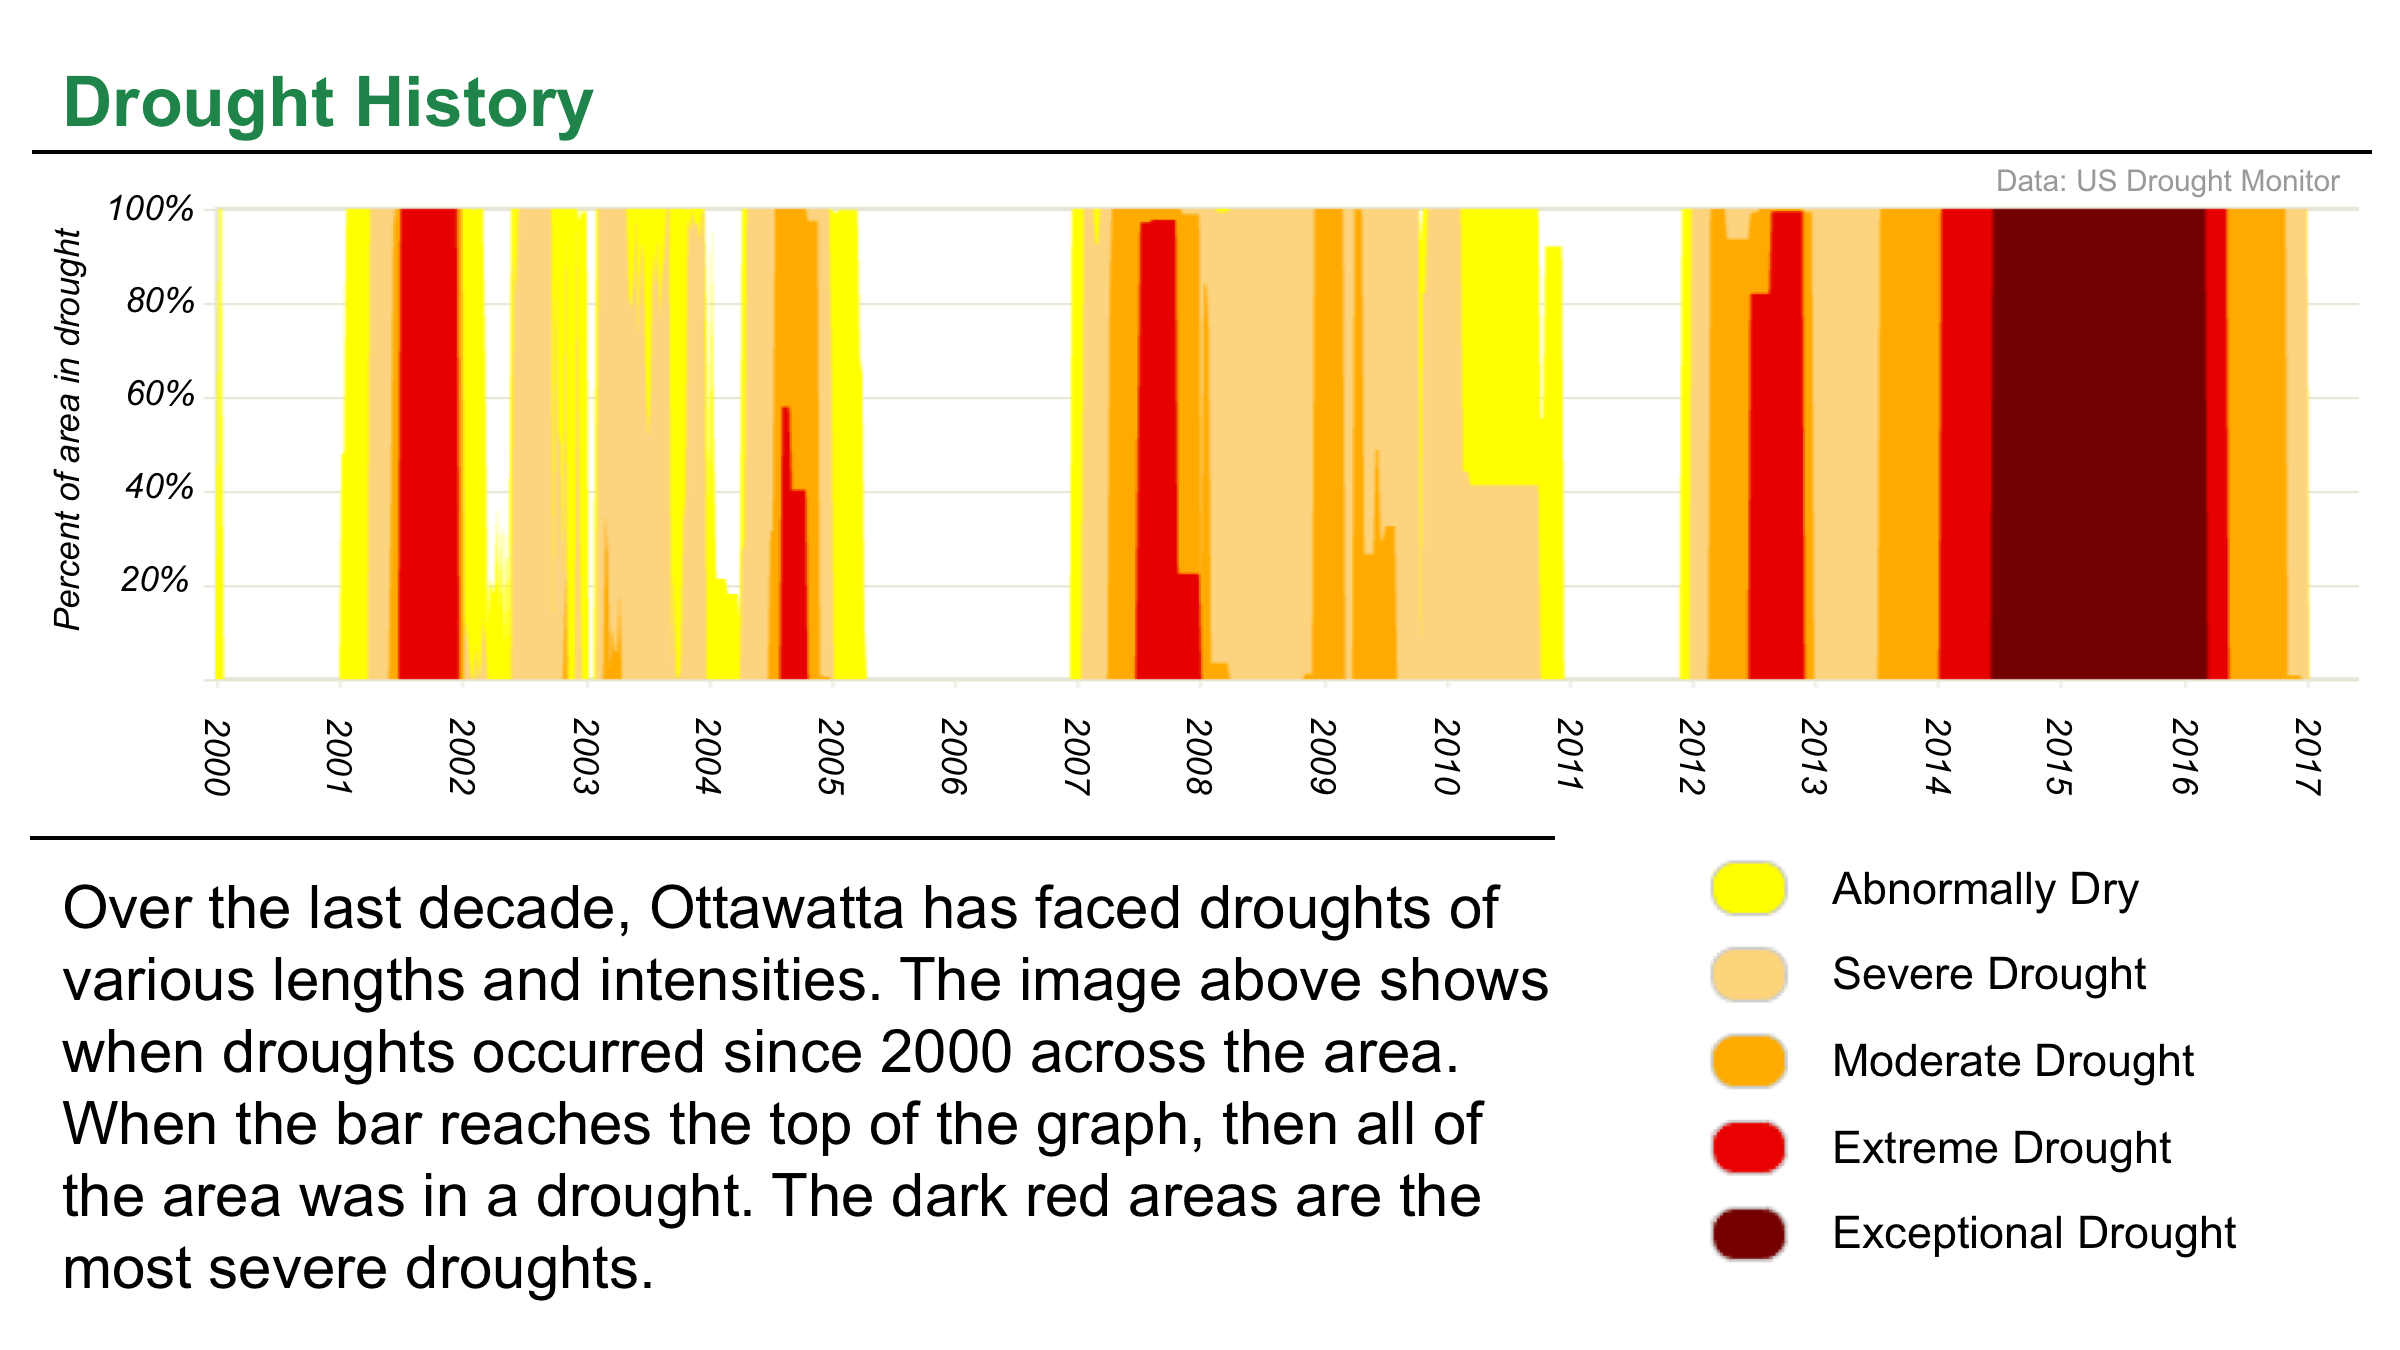 Drought History
Data: US Drought Monitor
Percent of area in drought
100%
80%
60%
40%
20%
2000
2001
2002
2003
2004
2005
2006
2007
2008
2009
2010
2011
2012
2013
2014
2015
2016
2017
Over the last decade, Ottawatta has faced droughts of
various lengths and intensities. The image above shows
when droughts occurred since 2000 across the area.
When the bar reaches the top of the graph, then all of
the area was in a drought. The dark red areas are the
most severe droughts.
Abnormally Dry
Severe Drought
Moderate Drought
Extreme Drought
Exceptional Drought